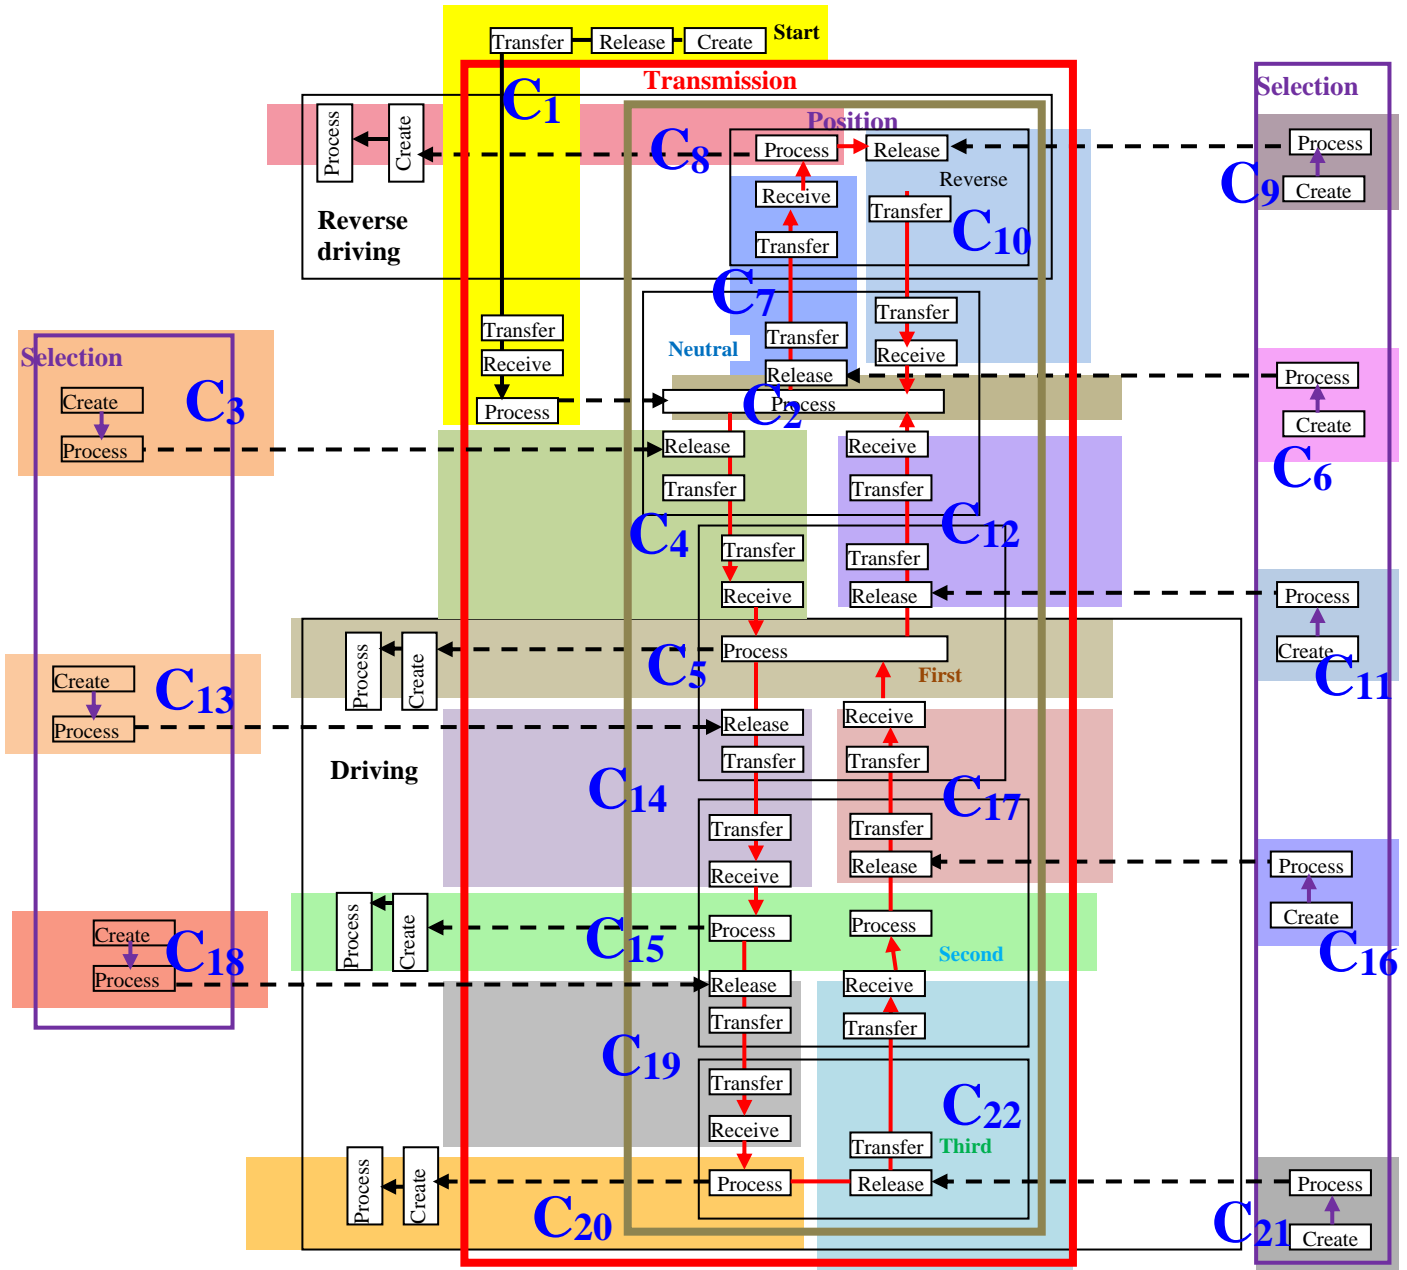 Start
Transfer
Release
Create
Transmission
Selection
C1
Position
Process
Create
C8
Process
Release
Process
Reverse
Create
C9
Receive
Transfer
C10
Transfer
Reverse
driving
C7
Transfer
Transfer
Transfer
Neutral
Receive
Receive
Selection
Release
Process
Create
C3
Process
C2
Process
Create
C6
Process
Release
Receive
Transfer
Transfer
C4
C12
Transfer
Transfer
Receive
Release
Process
Create
C11
Process
Create
C5
Process
First
Create
C13
Process
Release
Receive
Transfer
Transfer
Driving
C14
C17
Transfer
Transfer
Receive
Release
Process
Create
C16
Process
Create
C15
Process
Process
Second
Create
C18
Process
Release
Receive
Transfer
Transfer
C19
Transfer
C22
Receive
Transfer
Third
Process
Create
Process
Release
Process
C20
C21
Create